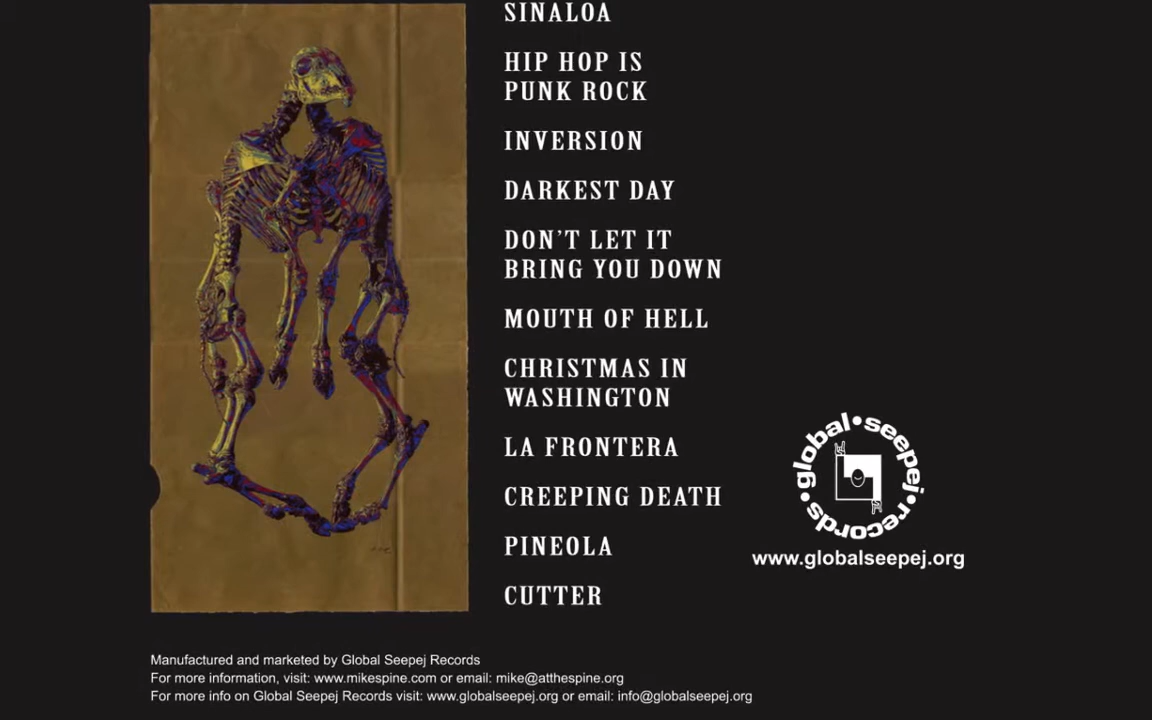 SINALOA
HIP HOP IS
PUNK ROCK
INVERSION
DARKEST DAY
DON'T LET IT
BRING YOU DOWN
MOUTH OF HELL
CHRISTMAS IN
WASHINGTON
LA FRONTERA
CREEPING DEATH
PINEOLA
CUTTER
global•seepej•records•
www.globalseepej.org
Manufactured and marketed by Global Seepej Records
For more information, visit: www.mikespine.com or email: mike@atthespine.org
For more info on Global Seepej Records visit: www.globalseepej.org or email: info@globalseepej.org